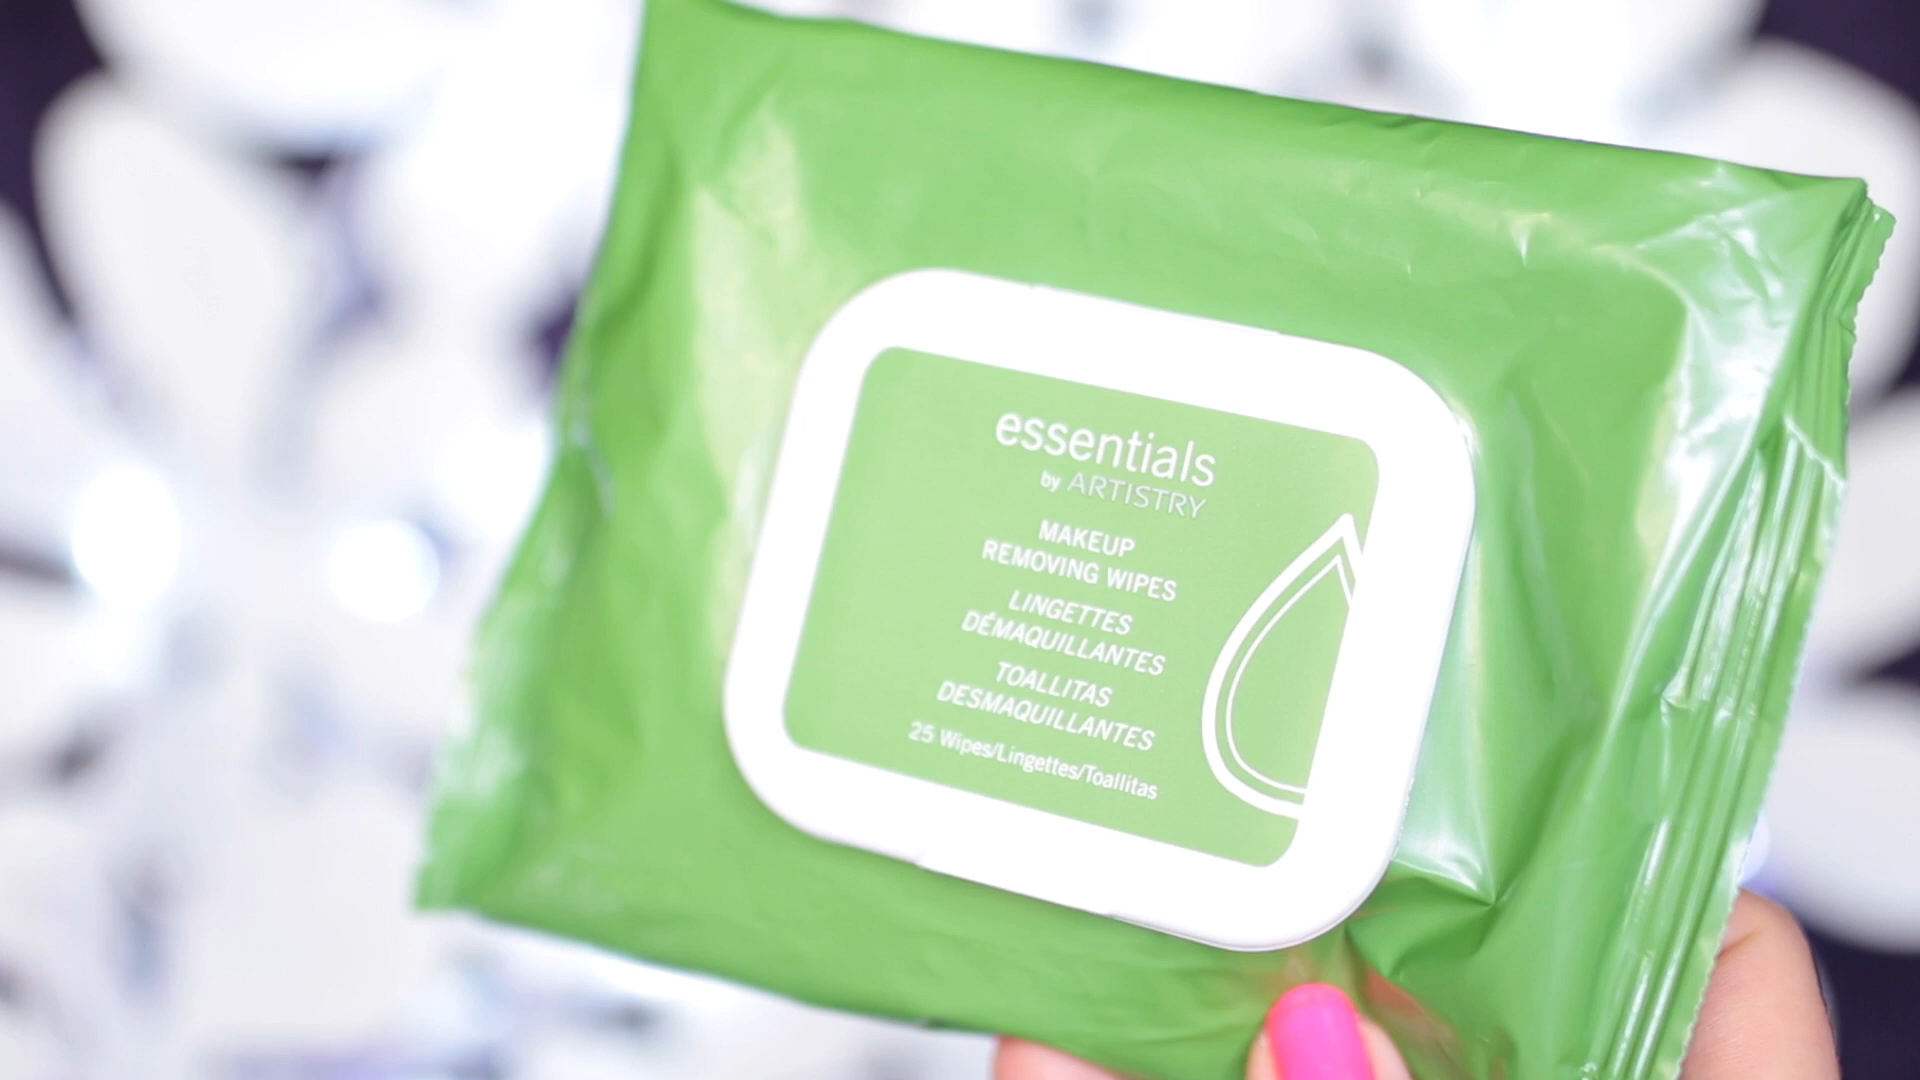 essentials
by ARTISTRY
MAKEUP
REMOVING WIPES
LINGETTES
DÉMAQUILLANTES
TOALLITAS
DESMAQUILLANTES
25 Wipes/Lingettes/Toallitas